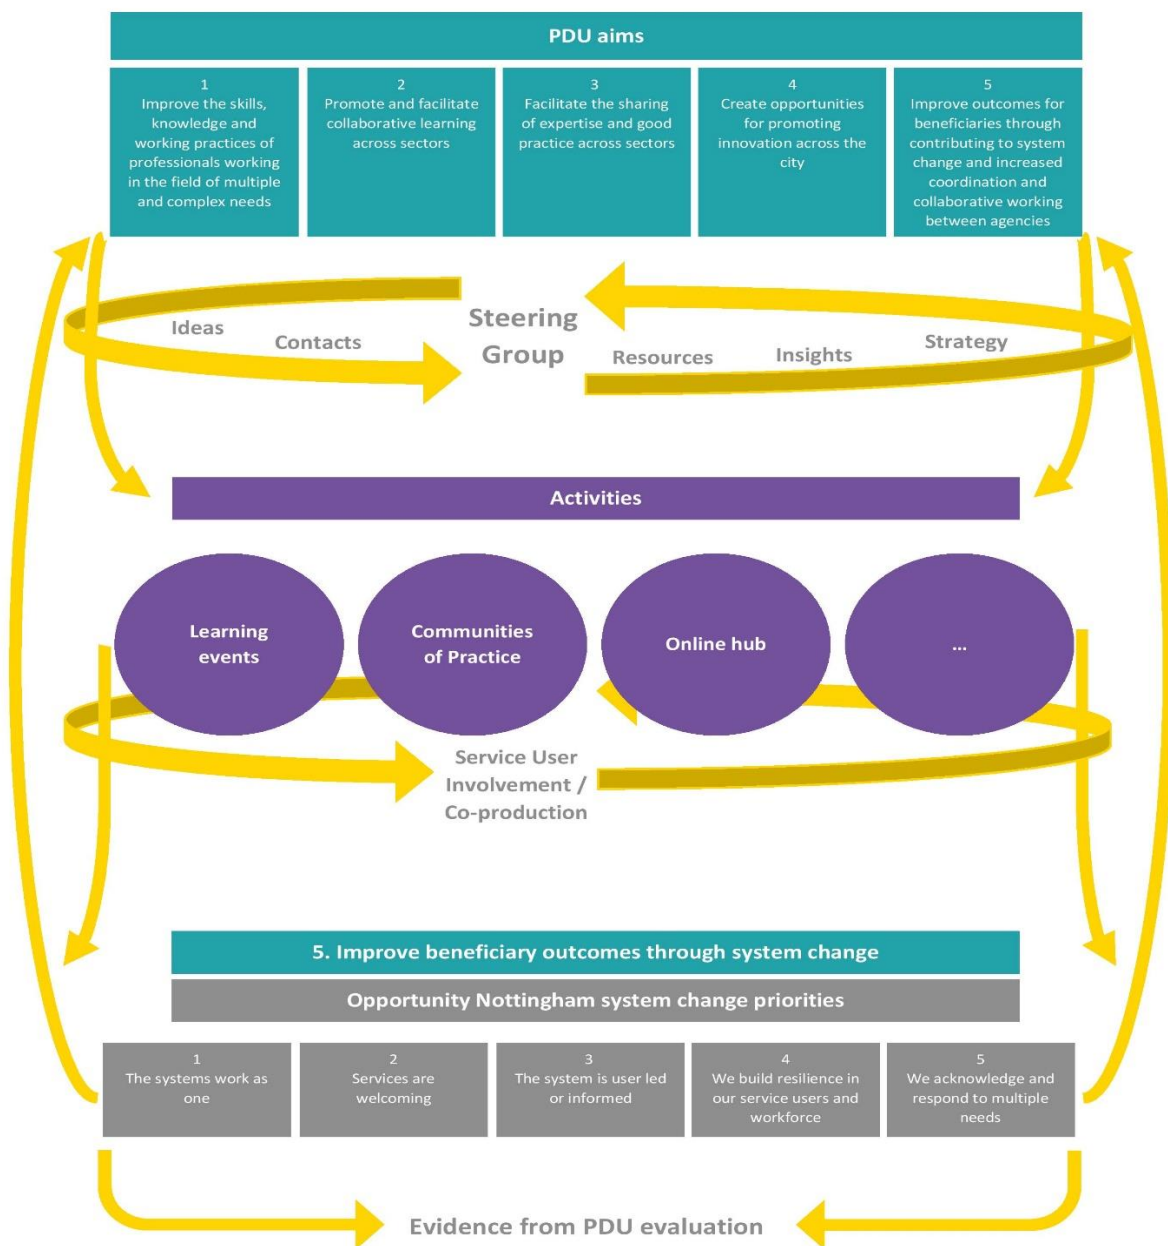 PDU aims
1
Improve the skills,
knowledge and
working practices of
professionals working
in the field of multiple
and complex needs
2
Promote and facilitate
collaborative learning
across sectors
3
Facilitate the sharing
of expertise and good
practice across sectors
4
Create opportunities
for promoting
innovation across the
city
5
Improve outcomes for
beneficiaries through
contributing to system
change and increased
coordination and
collaborative working
between agencies
Ideas
Contacts
Steering
Group
Resources
Insights
Strategy
Activities
Learning
events
Communities
of Practice
Online hub
...
Service User
Involvement /
Co-production
5. Improve beneficiary outcomes through system change
Opportunity Nottingham system change priorities
1
The systems work as
one
2
Services are
welcoming
3
The system is user led
or informed
4
We build resilience in
our service users and
workforce
5
We acknowledge and
respond to multiple
needs
Evidence from PDU evaluation